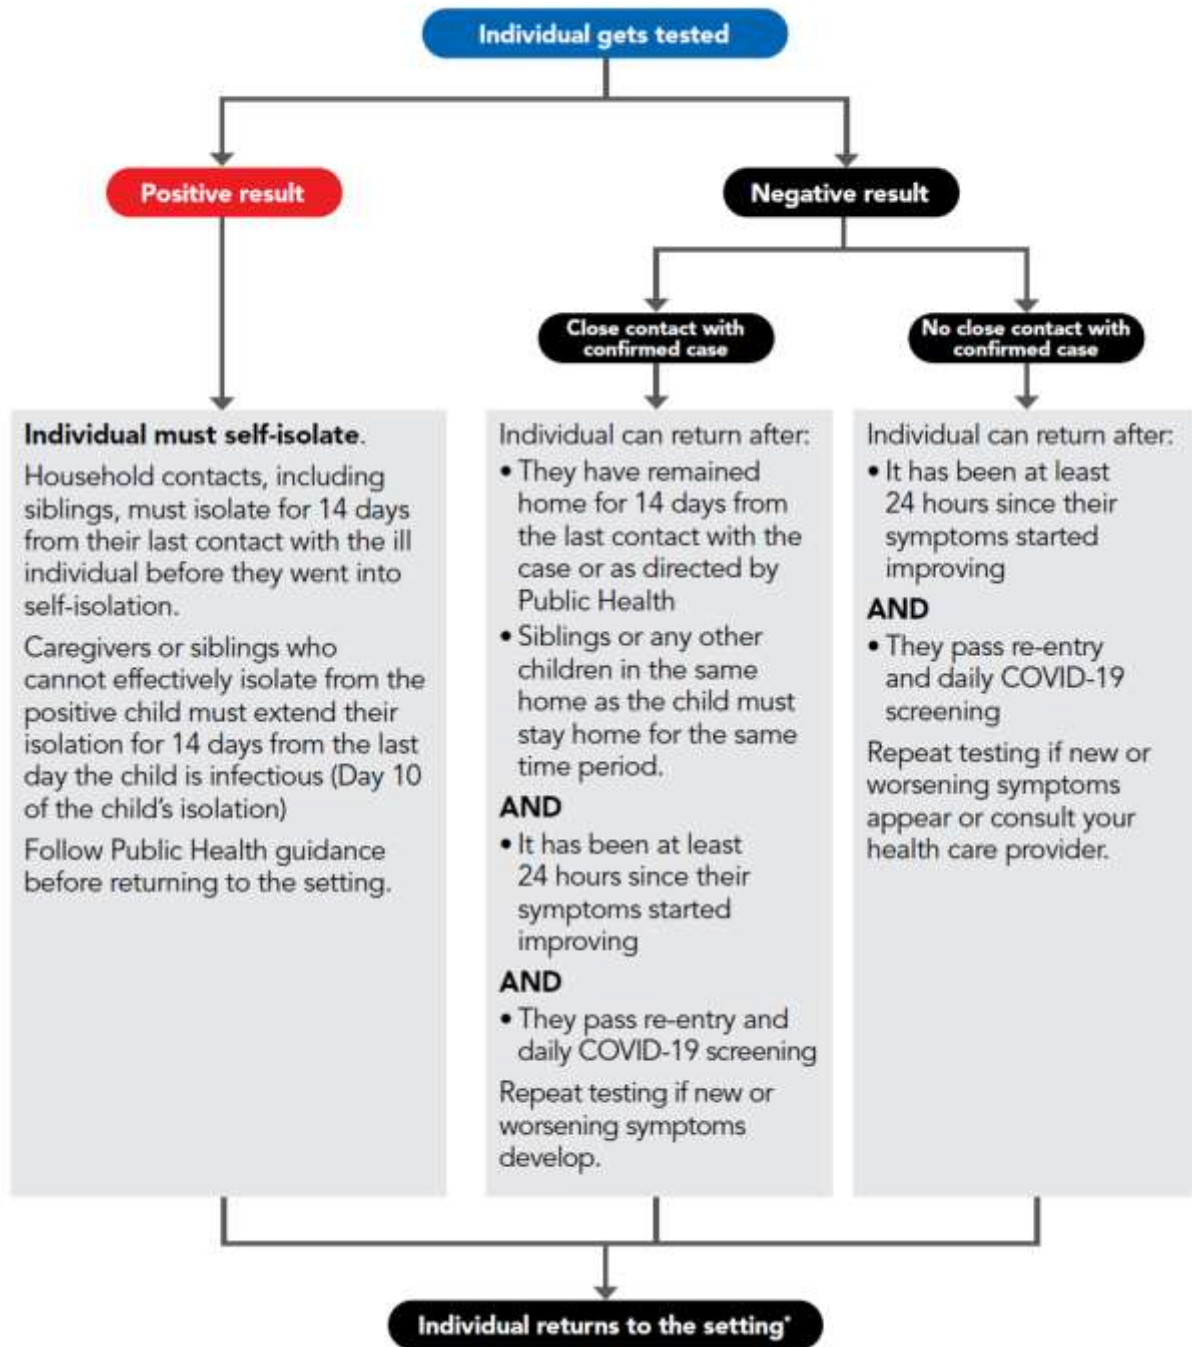 Individual gets tested
Positive result
Negative result
Close contact with
confirmed case
No close contact with
confirmed case
Individual must self-isolate.
Household contacts, including
siblings, must isolate for 14 days
from their last contact with the ill
individual before they went into
self-isolation.
Caregivers or siblings who
cannot effectively isolate from the
positive child must extend their
isolation for 14 days from the last
day the child is infectious (Day 10
of the child's isolation)
Follow Public Health guidance
before returning to the setting.
Individual can return after:
• They have remained
home for 14 days from
the last contact with the
case or as directed by
Public Health
• Siblings or any other
children in the same
home as the child must
stay home for the same
time period.
AND
• It has been at least
24 hours since their
symptoms started
improving
AND
• They pass re-entry and
daily COVID-19 screening
Repeat testing if new or
worsening symptoms
develop.
Individual can return after:
• It has been at least
24 hours since their
symptoms started
improving
AND
• They pass re-entry
and daily COVID-19
screening
Repeat testing if new or
worsening symptoms
appear or consult your
health care provider.
Individual returns to the setting*